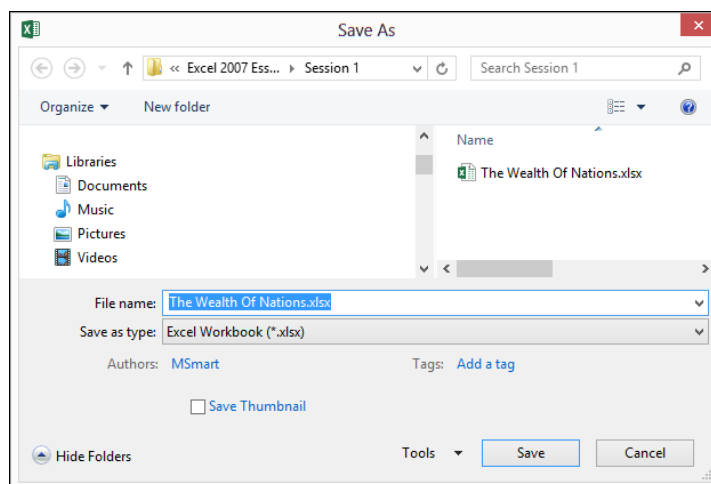 Save As
« Excel 2007 Ess... Session 1
Search Session 1
Organize
New folder
Name
Libraries
Documents
Music
Pictures
Videos
The Wealth Of Nations.xlsx
File name: The Wealth Of Nations.xlsx
Save as type: Excel Workbook (*.xlsx)
Authors: MSmart
Tags: Add a tag
Save Thumbnail
Hide Folders
Tools
Save
Cancel